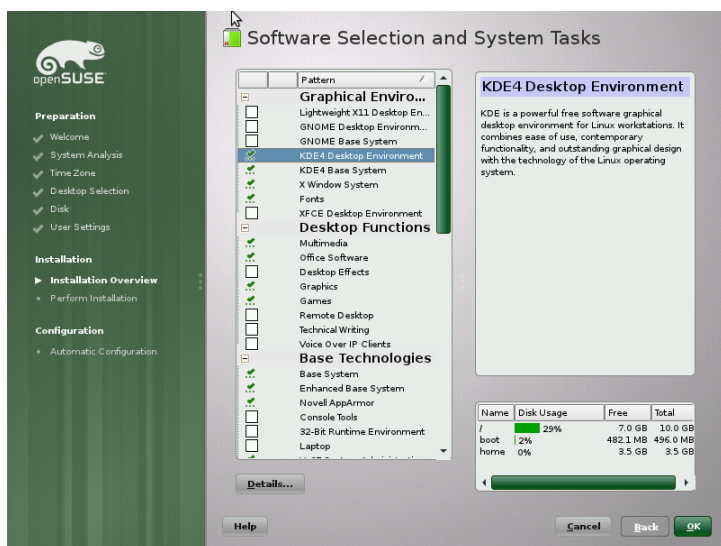 Software Selection and System Tasks
openSUSE
Preparation
Welcome
System Analysis
Time Zone
Desktop Selection
Disk
User Settings
Installation
Installation Overview
Perform Installation
Configuration
Automatic Configuration
Pattern
Graphical Enviro...
Lightweight X11 Desktop En...
GNOME Desktop Environm...
GNOME Base System
KDE4 Desktop Environment
KDE4 Base System
X Window System
Fonts
XFCE Desktop Environment
Desktop Functions
Multimedia
Office Software
Desktop Effects
Graphics
Games
Remote Desktop
Technical Writing
Voice Over IP Clients
Base Technologies
Base System
Enhanced Base System
Novell AppArmor
Console Tools
32-Bit Runtime Environment
Laptop
Details...
KDE4 Desktop Environment
KDE is a powerful free software graphical
desktop environment for Linux workstations. It
combines ease of use, contemporary
functionality, and outstanding graphical design
with the technology of the Linux operating
system.
Name Disk Usage Free Total
/ 29% 7.0 GB 10.0 GB
boot 2% 482.1 MB 496.0 MB
home 0% 3.5 GB 3.5 GB
Help
Cancel
Back
OK